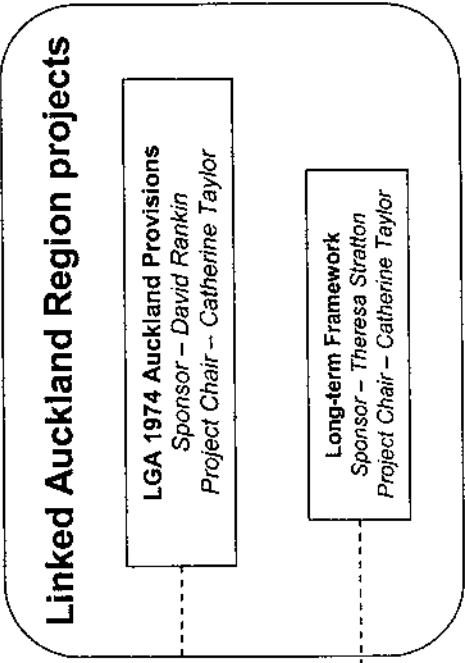 Linked Auckland Region projects
LGA 1974 Auckland Provisions
Sponsor – David Rankin
Project Chair – Catherine Taylor
Long-term Framework
Sponsor – Theresa Stratton
Project Chair – Catherine Taylor